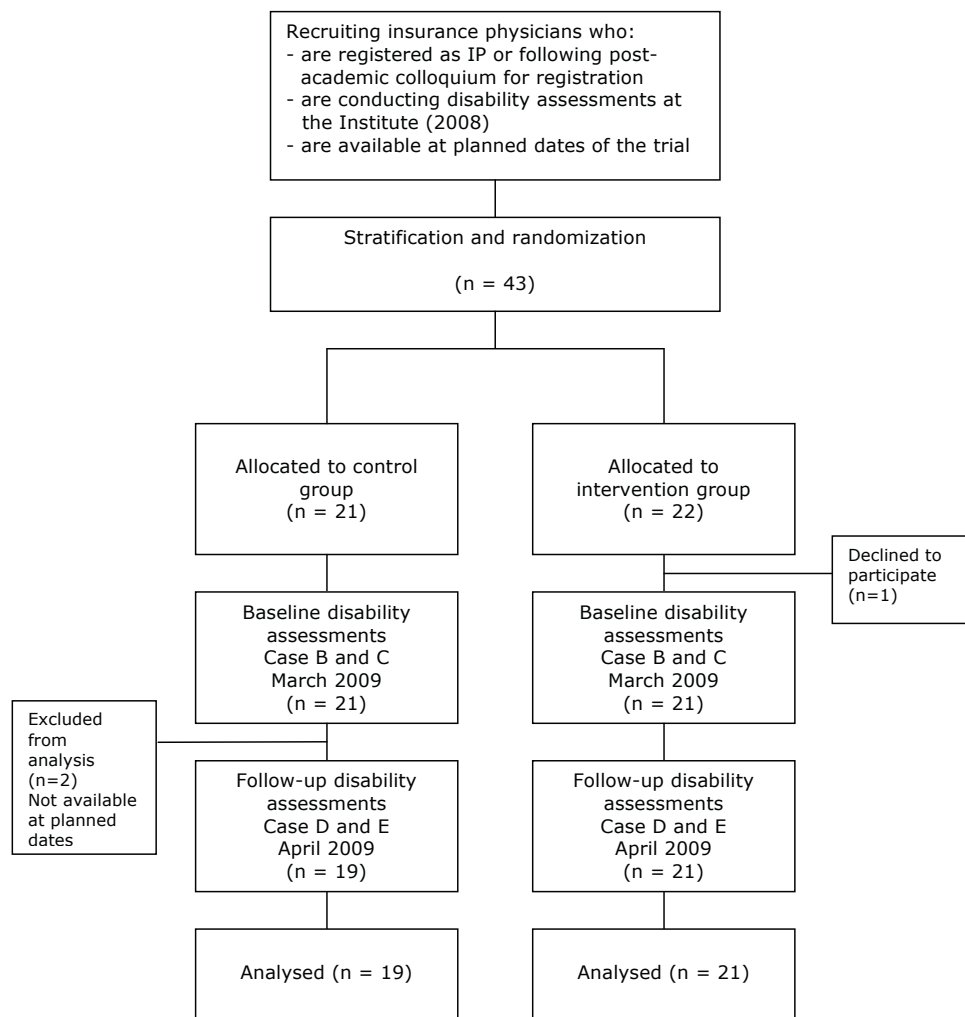 Recruiting insurance physicians who:
- are registered as IP or following post-
academic colloquium for registration
- are conducting disability assessments at
the Institute (2008)
- are available at planned dates of the trial
Stratification and randomization
(n = 43)
Allocated to control
group
(n = 21)
Allocated to
intervention group
(n = 22)
Declined to
participate
(n=1)
Baseline disability
assessments
Case B and C
March 2009
(n = 21)
Baseline disability
assessments
Case B and C
March 2009
(n = 21)
Excluded
from
analysis
(n=2)
Not available
at planned
dates
Follow-up disability
assessments
Case D and E
April 2009
(n = 19)
Follow-up disability
assessments
Case D and E
April 2009
(n = 21)
Analysed (n = 19)
Analysed (n = 21)